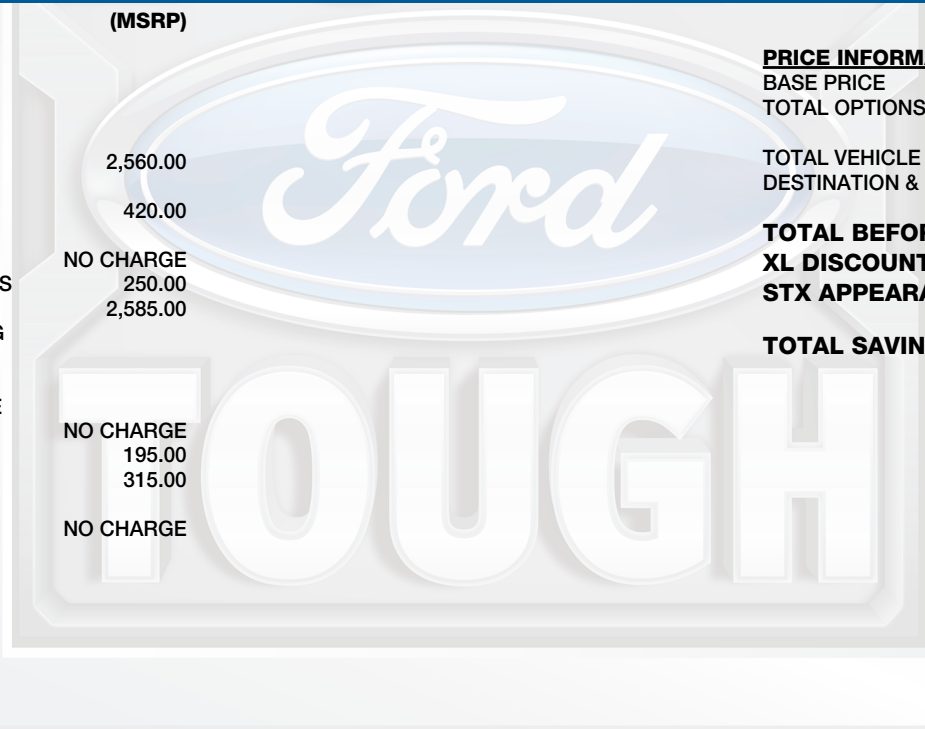 (MSRP)
2,560.00
420.00
NO CHARGE
S 250.00
2,585.00
G
E
NO CHARGE
195.00
315.00
NO CHARGE
PRICE INFORMA
BASE PRICE
TOTAL OPTIONS
TOTAL VEHICLE
DESTINATION &
TOTAL BEFOR
XL DISCOUNT
STX APPEARA
TOTAL SAVIN
Ford
TOUGH